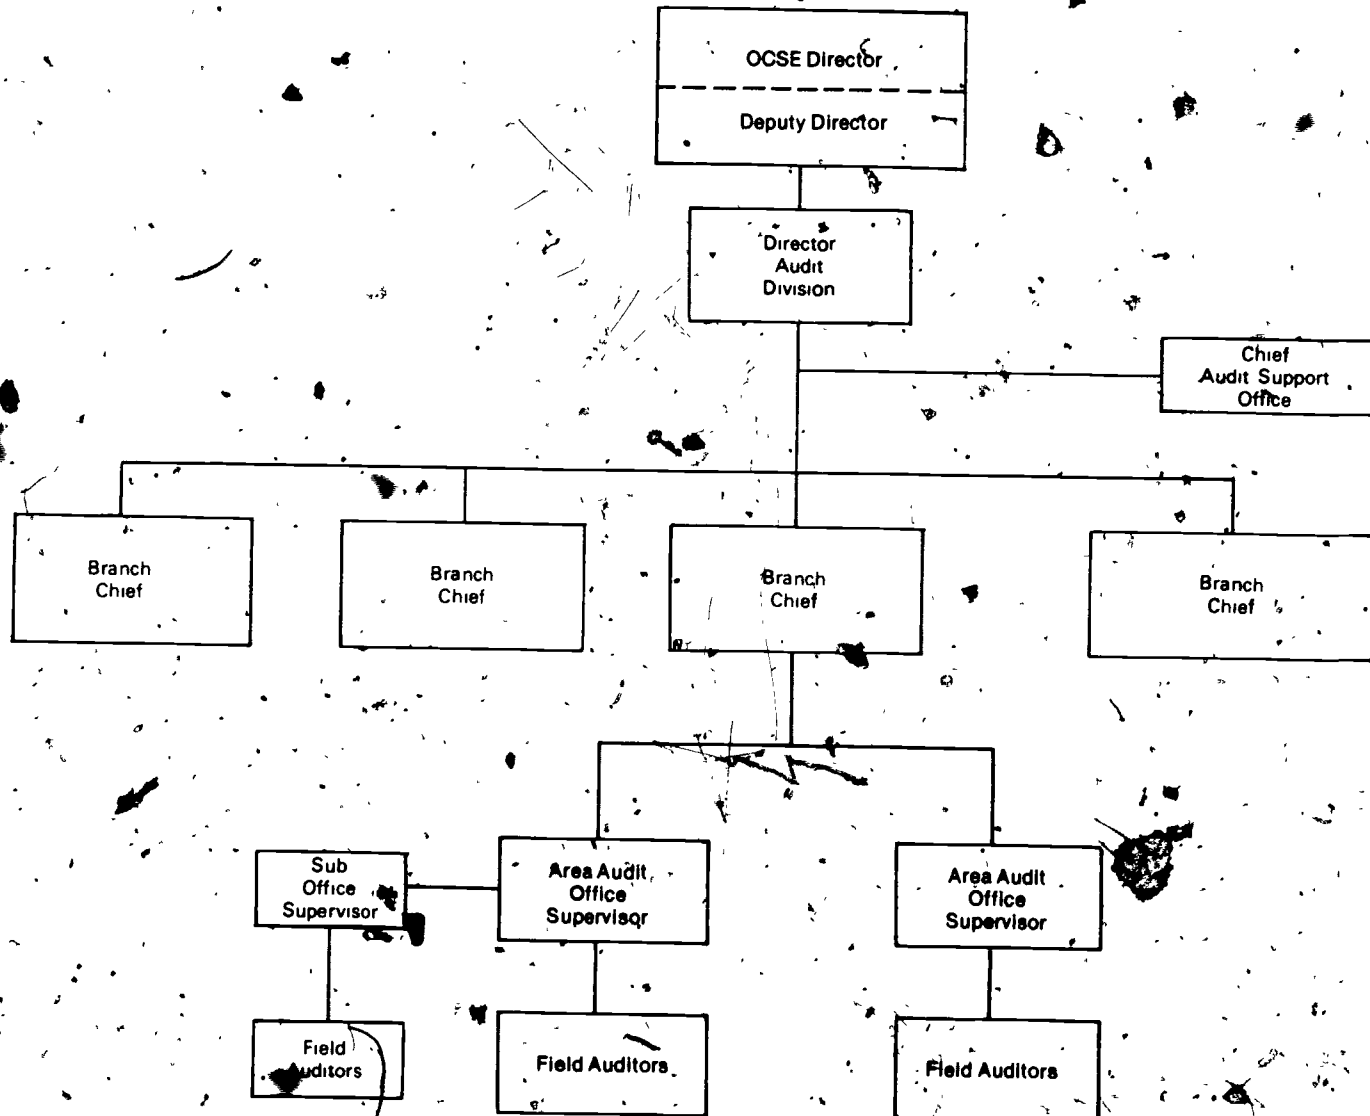 OCSE Director
Deputy Director
Director
Audit
Division
Chief
Audit Support
Office
Branch
Chief
Branch
Chief
Branch
Chief
Branch
Chief
Sub
Office
Supervisor
Area Audit
Office
Supervisor
Area Audit
Office
Supervisor
Field
Auditors
Field Auditors
Field Auditors